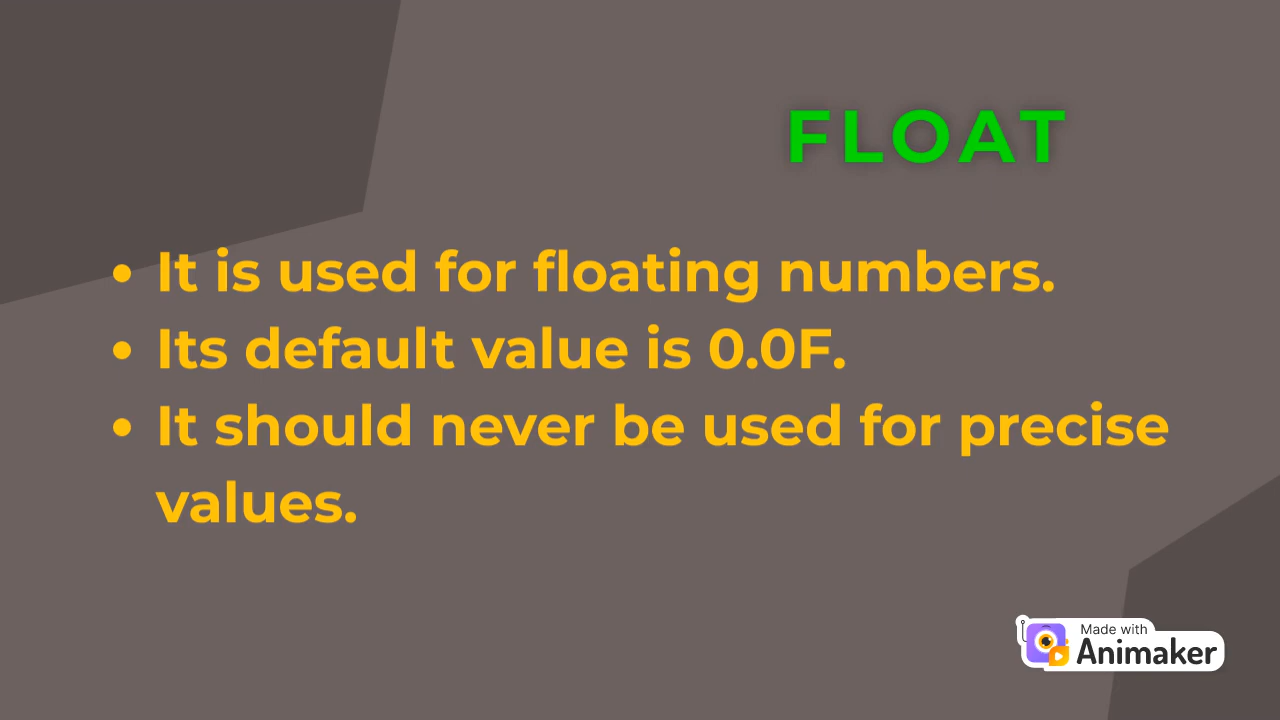 FLOAT
• It is used for floating numbers.
• Its default value is 0.0F.
• It should never be used for precise
values.
Made with
Animaker